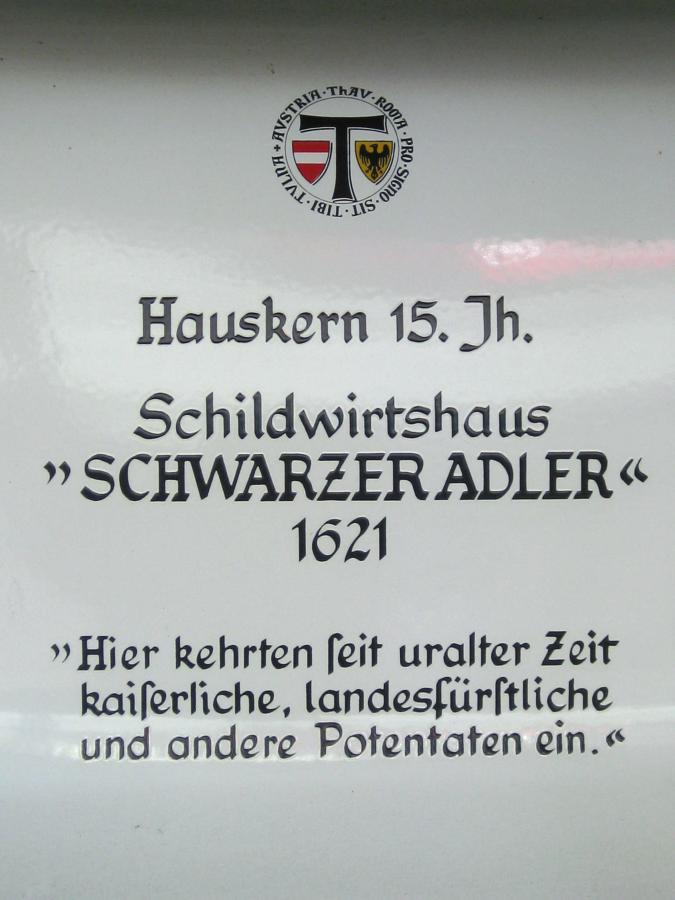 AVSTRIA · ThAV · ROMA · PRO · SIGNO · SIT · TIBI · TVLNA +
T
Hauskern 15. Jh.
Schildwirtshaus
”SCHWARZER ADLER“
1621
”Hier kehrten ſeit uralter Zeit
kaiſerliche, landesfürſtliche
und andere Potentaten ein.“